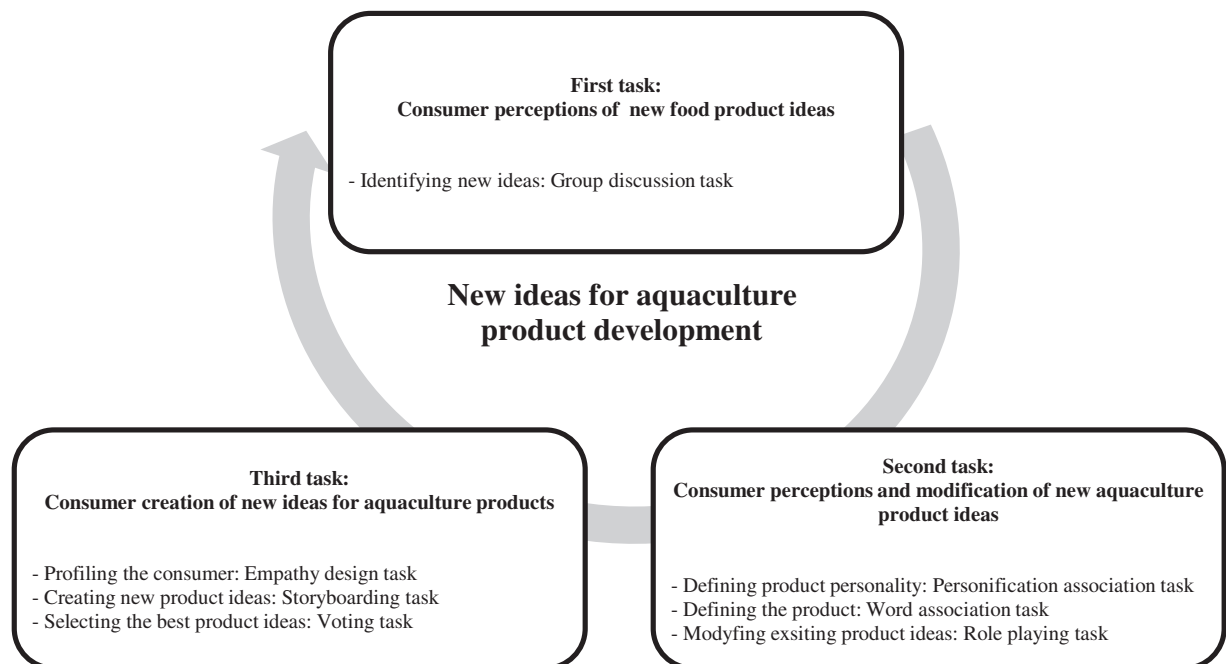 First task:
Consumer perceptions of new food product ideas
- Identifying new ideas: Group discussion task
New ideas for aquaculture
product development
Third task:
Consumer creation of new ideas for aquaculture products
- Profiling the consumer: Empathy design task
- Creating new product ideas: Storyboarding task
- Selecting the best product ideas: Voting task
Second task:
Consumer perceptions and modification of new aquaculture
product ideas
- Defining product personality: Personification association task
- Defining the product: Word association task
- Modyfing exsiting product ideas: Role playing task